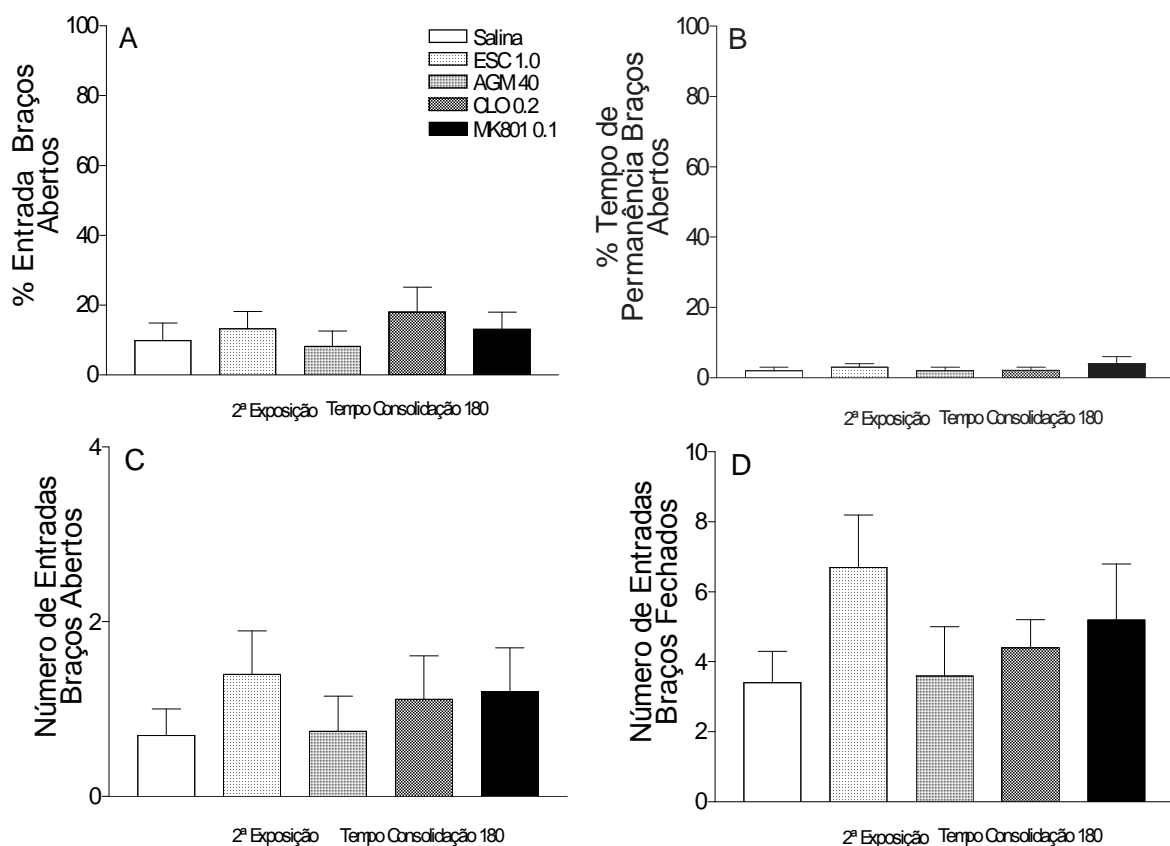 A
% Entrada Braços
Abertos
100
80
60
40
20
0
Salina
ESC 1.0
AGM 40
CLO 0.2
MK801 0.1
2ª Exposição Tempo Consolidação 180
B
% Tempo de
Permanência Braços
Abertos
100
80
60
40
20
0
2ª Exposição Tempo Consolidação 180
C
Número de Entradas
Braços Abertos
4
2
0
2ª Exposição Tempo Consolidação 180
D
Número de Entradas
Braços Fechados
10
8
6
4
2
0
2ª Exposição Tempo Consolidação 180